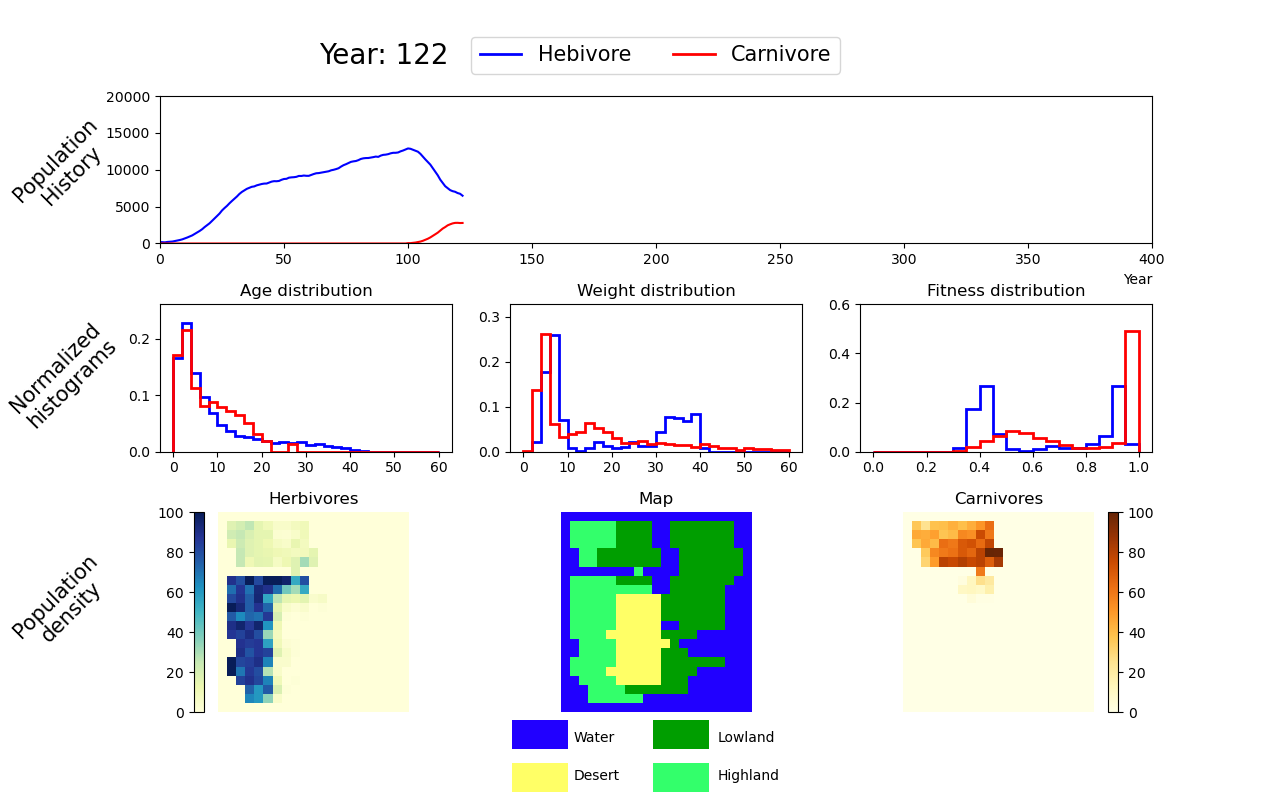 Year: 122
Hebivore
Carnivore
Population
History
20000
15000
10000
5000
0
0 50 100 150 200 250 300 350 400
Year
Normalized
histograms
Age distribution
0.2
0.1
0.0
0 10 20 30 40 50 60
Weight distribution
0.3
0.2
0.1
0.0
0 10 20 30 40 50 60
Fitness distribution
0.6
0.4
0.2
0.0
0.0 0.2 0.4 0.6 0.8 1.0
Population
density
Herbivores
100
80
60
40
20
0
Map
Carnivores
100
80
60
40
20
0
Water
Lowland
Desert
Highland